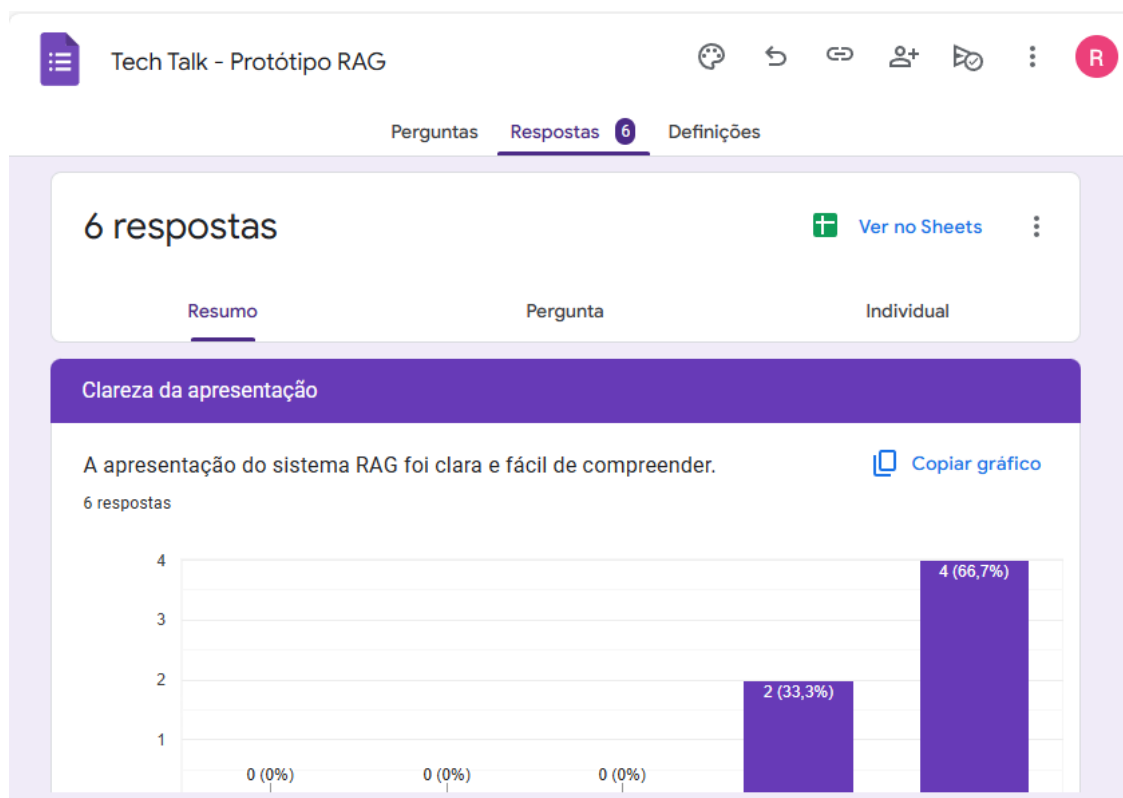 Tech Talk - Protótipo RAG
R
Perguntas Respostas 6 Definições
6 respostas
Ver no Sheets
Resumo Pergunta Individual
Clareza da apresentação
A apresentação do sistema RAG foi clara e fácil de compreender.
Copiar gráfico
6 respostas
4
4 (66,7%)
3
2
2 (33,3%)
1
0 (0%) 0 (0%) 0 (0%)